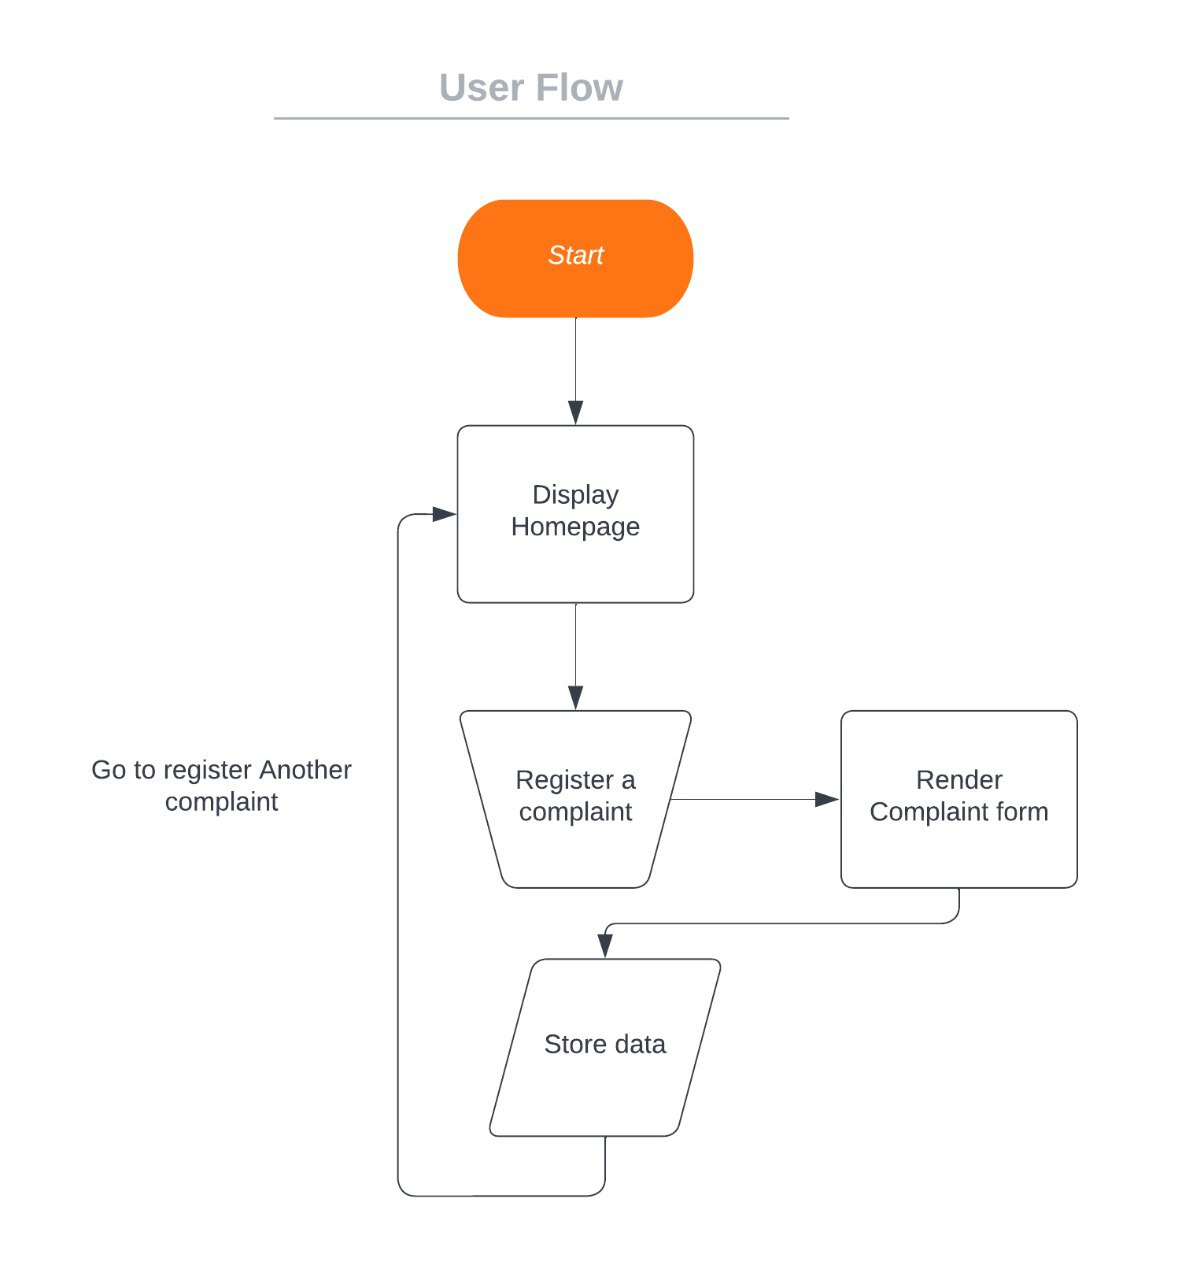 User Flow
Start
Display
Homepage
Go to register Another
complaint
Register a
complaint
Render
Complaint form
Store data